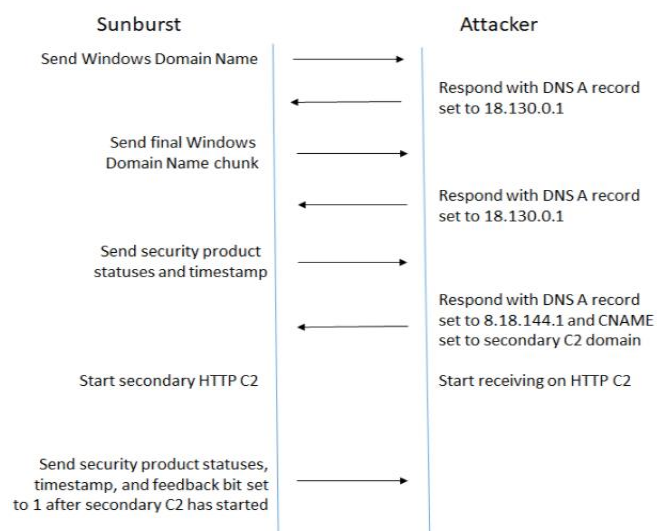 Sunburst
Attacker
Send Windows Domain Name
Respond with DNS A record
set to 18.130.0.1
Send final Windows
Domain Name chunk
Respond with DNS A record
set to 18.130.0.1
Send security product
statuses and timestamp
Respond with DNS A record
set to 8.18.144.1 and CNAME
set to secondary C2 domain
Start secondary HTTP C2
Start receiving on HTTP C2
Send security product statuses,
timestamp, and feedback bit set
to 1 after secondary C2 has started